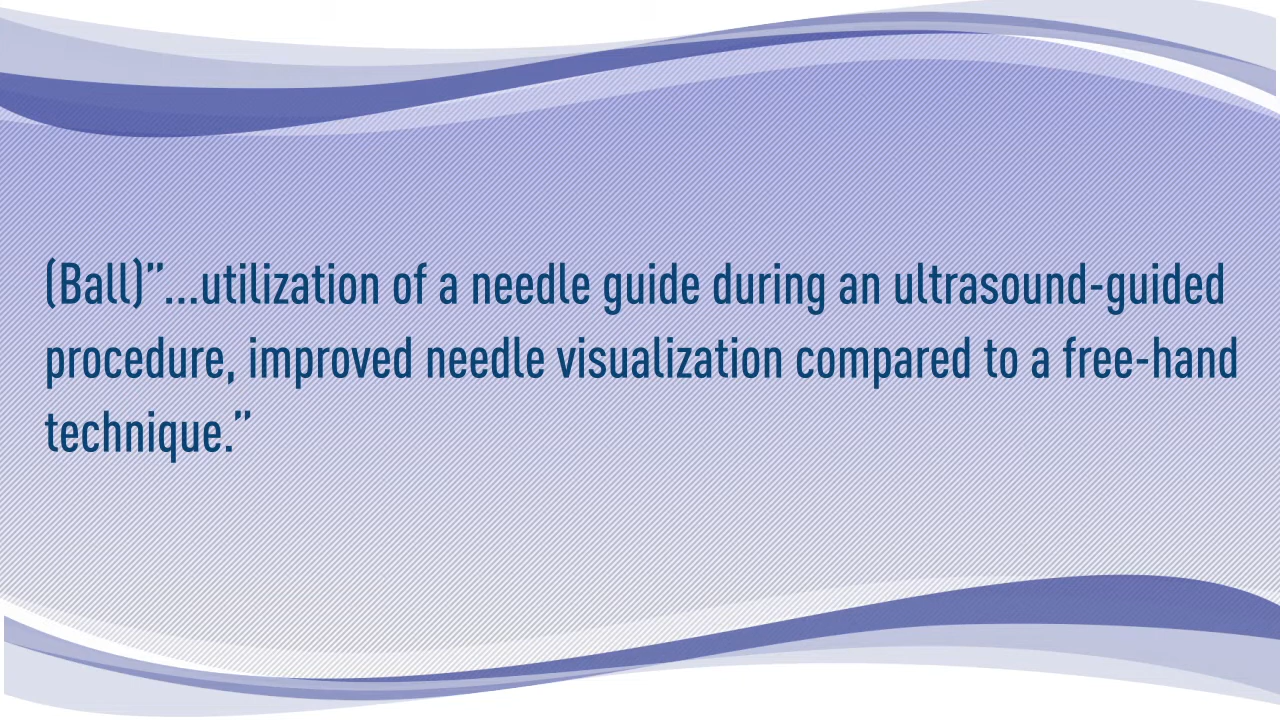 (Ball)”...utilization of a needle guide during an ultrasound-guided
procedure, improved needle visualization compared to a free-hand
technique.”